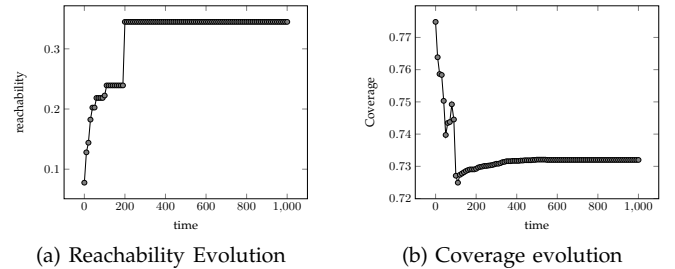 0.3
0.2
0.1
reachability
0 200 400 600 800 1,000
time
(a) Reachability Evolution
0.77
0.76
0.75
0.74
0.73
0.72
Coverage
0 200 400 600 800 1,000
time
(b) Coverage evolution